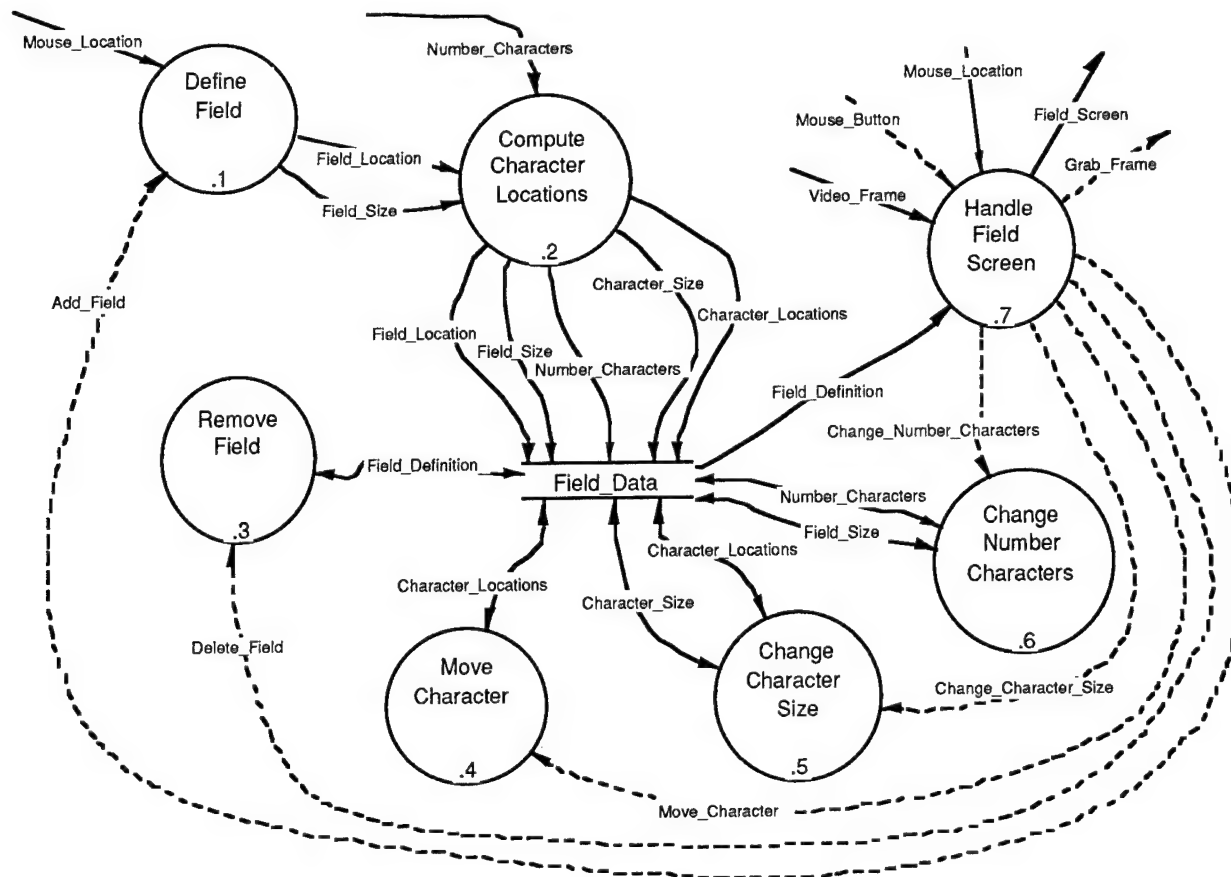 Mouse_Location
Define
Field
.1
Number_Characters
Compute
Character
Locations
.2
Field_Location
Field_Size
Mouse_Location
Mouse_Button
Field_Screen
Grab_Frame
Video_Frame
Handle
Field
Screen
.7
Add_Field
Field_Location
Field_Size
Number_Characters
Character_Size
Character_Locations
Field_Definition
Change_Number_Characters
Remove
Field
.3
Field_Definition
Field_Data
Number_Characters
Field_Size
Change
Number
Characters
.6
Character_Locations
Character_Size
Character_Locations
Delete_Field
Move
Character
.4
Change
Character
Size
.5
Change_Character_Size
Move_Character